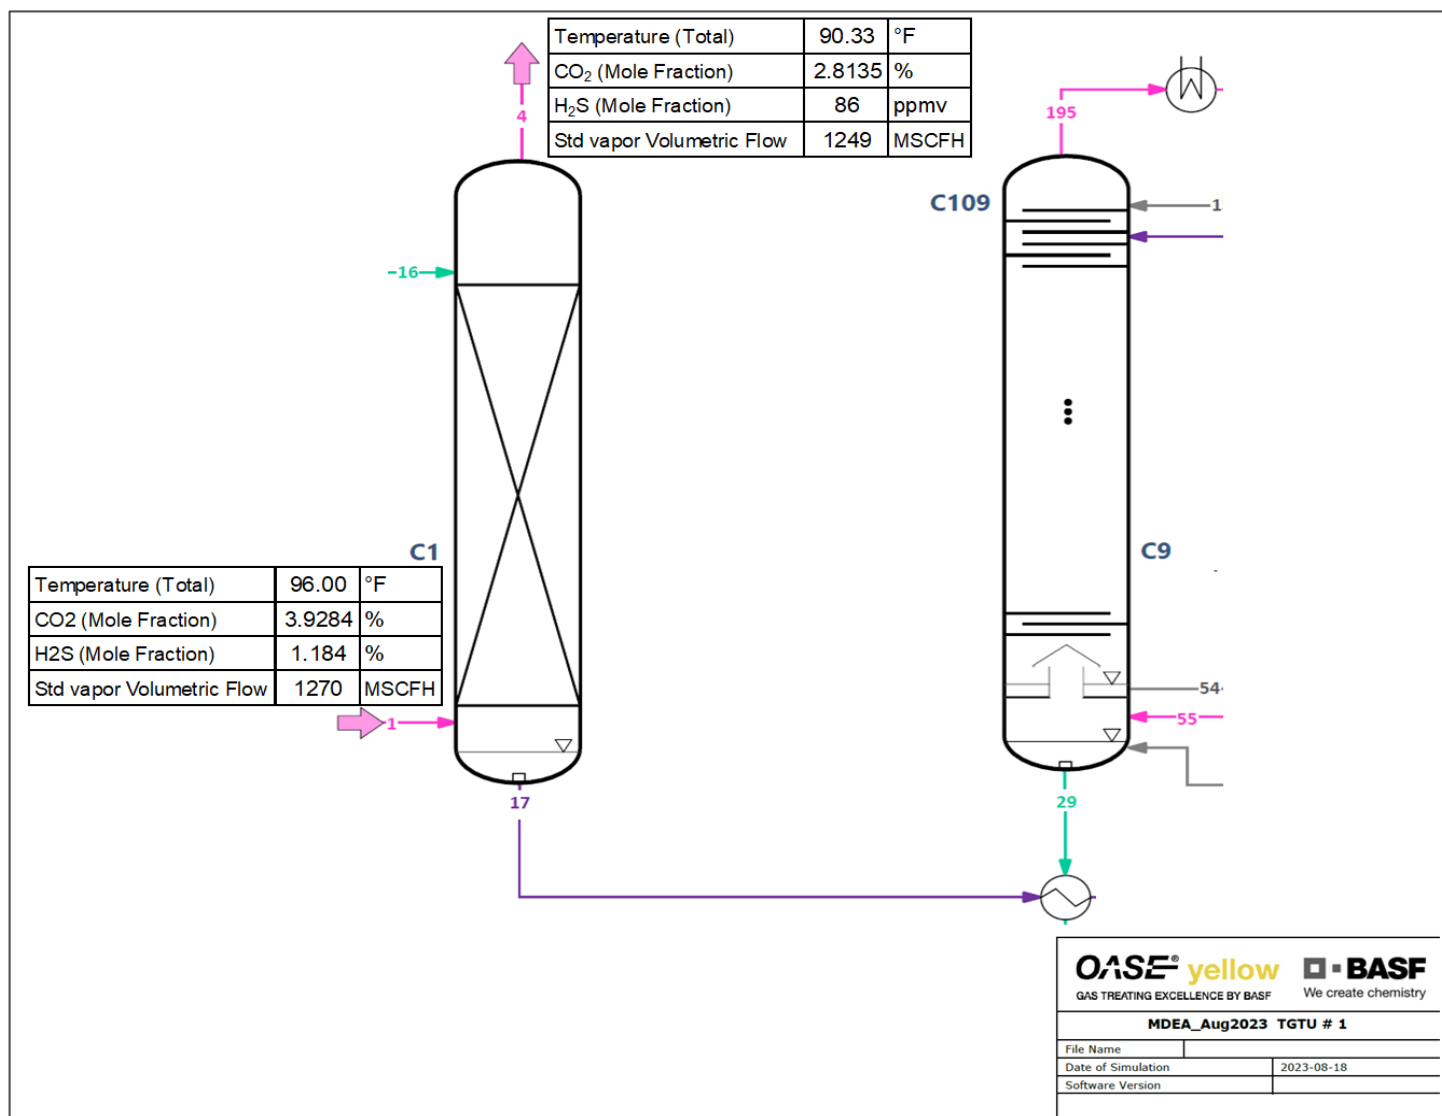 Temperature (Total) 90.33 °F
CO₂ (Mole Fraction) 2.8135 %
H₂S (Mole Fraction) 86 ppmv
Std vapor Volumetric Flow 1249 MSCFH
4
195
C109
1
16
C1
C9
Temperature (Total) 96.00 °F
CO2 (Mole Fraction) 3.9284 %
H2S (Mole Fraction) 1.184 %
Std vapor Volumetric Flow 1270 MSCFH
54
55
1
17
29
OASE® yellow
GAS TREATING EXCELLENCE BY BASF
BASF
We create chemistry
MDEA_Aug2023 TGTU # 1
File Name
Date of Simulation 2023-08-18
Software Version